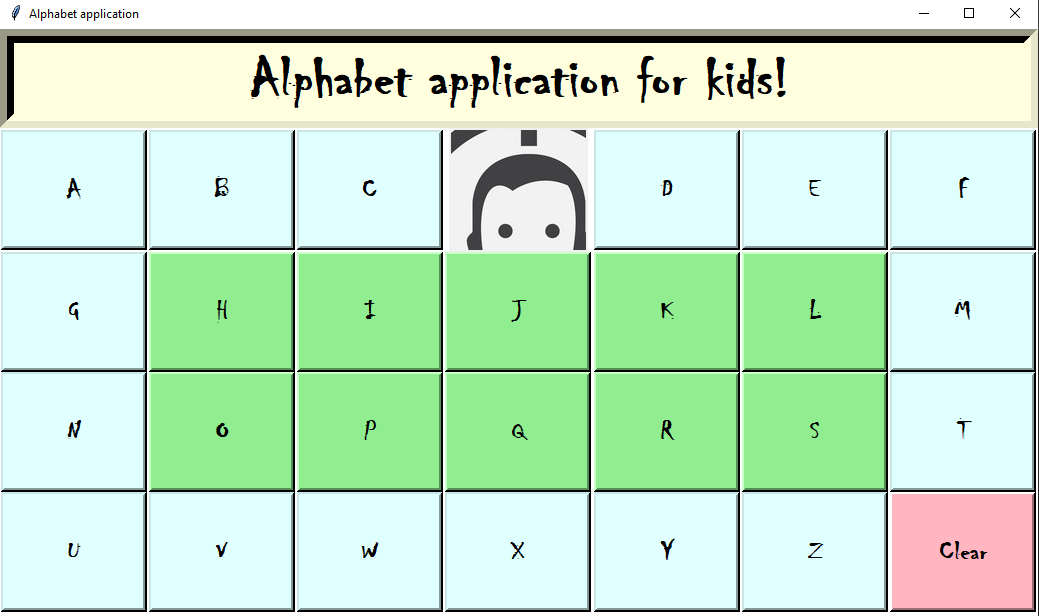 Alphabet application
Alphabet application for kids!
A B C D E F
G H I J K L M
N O P Q R S T
U V W X Y Z Clear